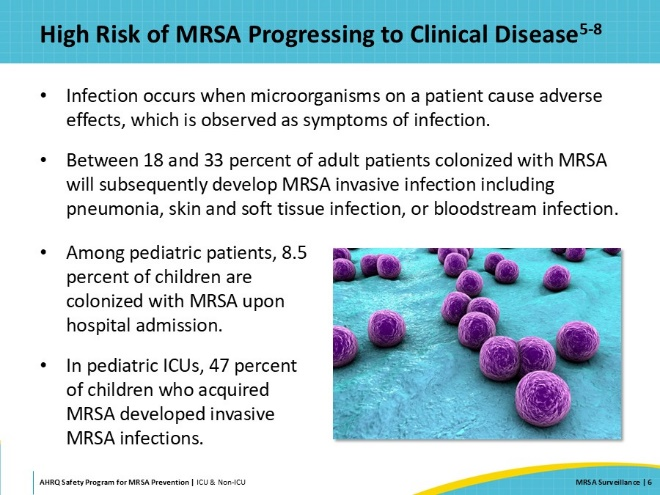 High Risk of MRSA Progressing to Clinical Disease5-8
• Infection occurs when microorganisms on a patient cause adverse
effects, which is observed as symptoms of infection.
• Between 18 and 33 percent of adult patients colonized with MRSA
will subsequently develop MRSA invasive infection including
pneumonia, skin and soft tissue infection, or bloodstream infection.
• Among pediatric patients, 8.5
percent of children are
colonized with MRSA upon
hospital admission.
• In pediatric ICUs, 47 percent
of children who acquired
MRSA developed invasive
MRSA infections.
AHRQ Safety Program for MRSA Prevention | ICU & Non-ICU
MRSA Surveillance | 6